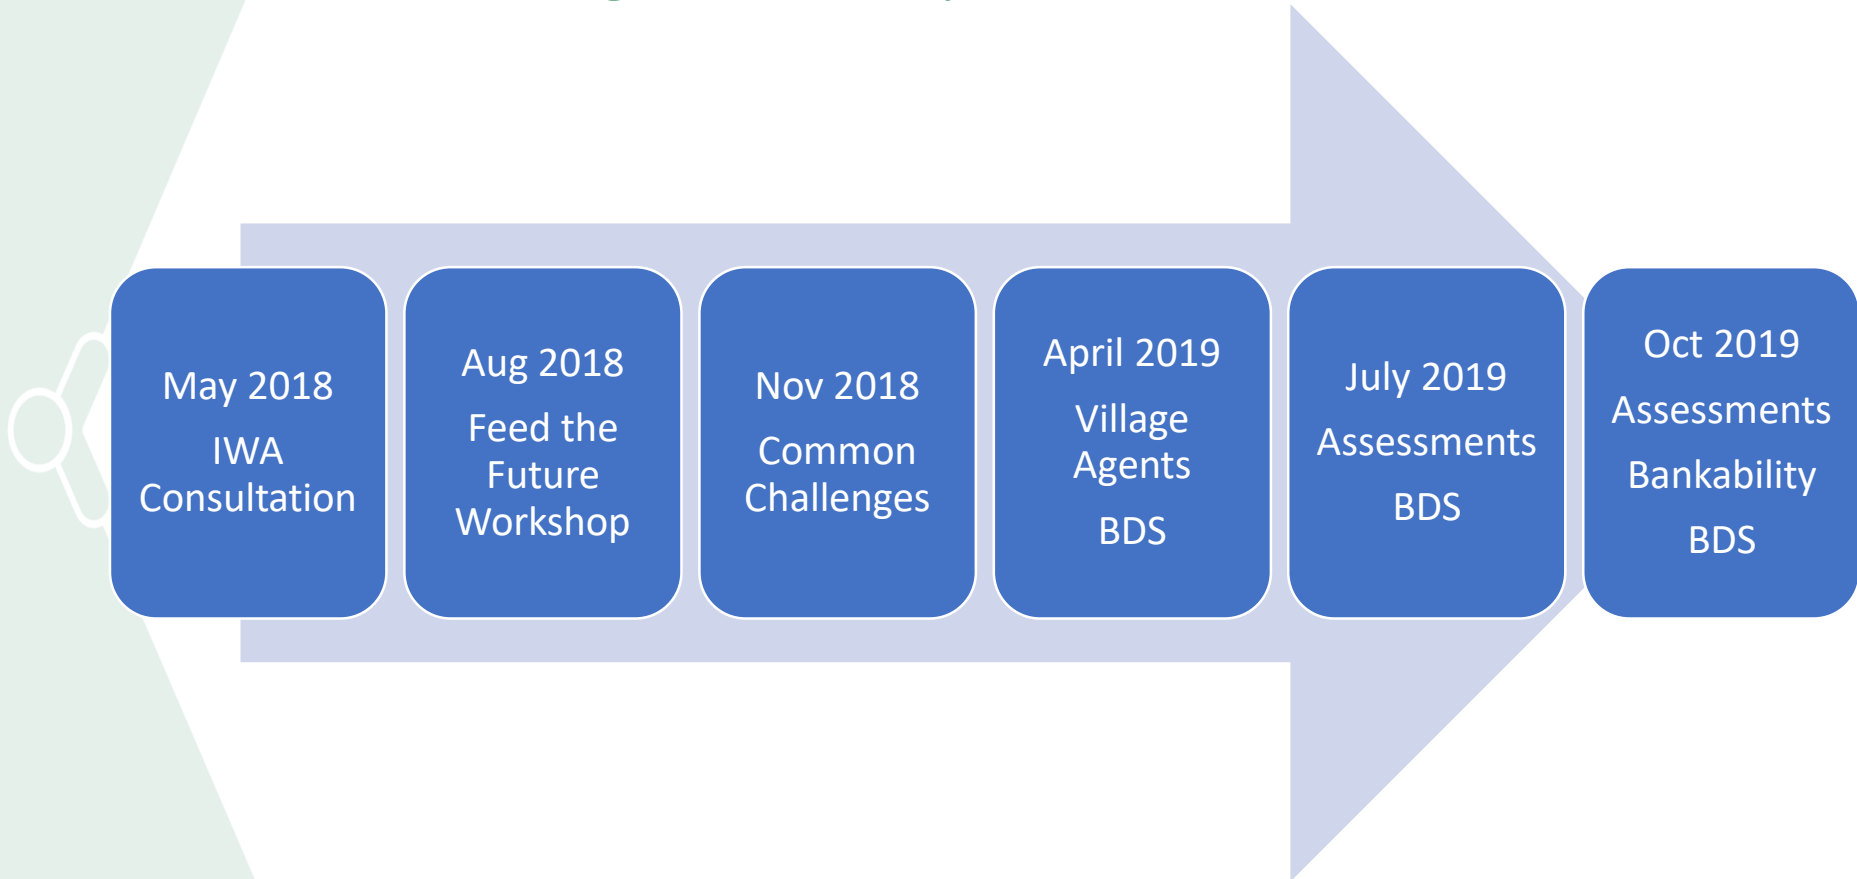 May 2018
IWA
Consultation
Aug 2018
Feed the
Future
Workshop
Nov 2018
Common
Challenges
April 2019
Village
Agents
BDS
July 2019
Assessments
BDS
Oct 2019
Assessments
Bankability
BDS